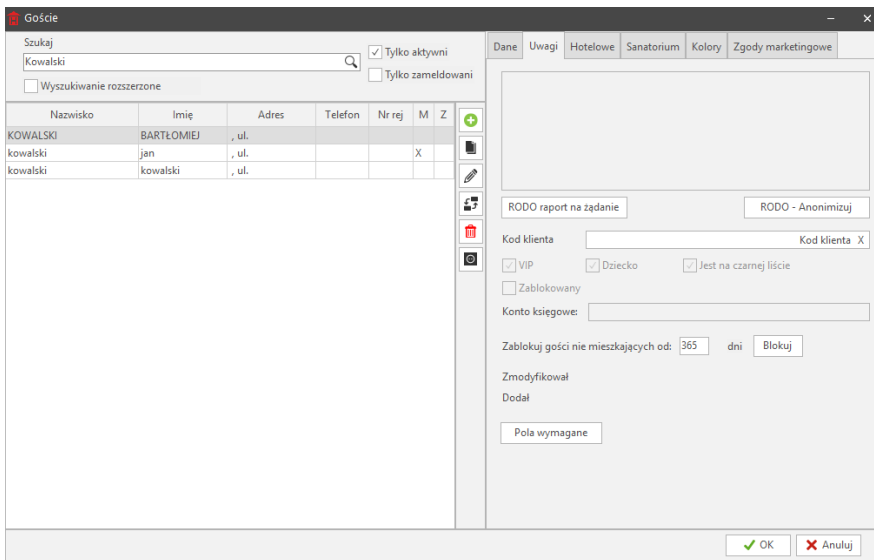 Goście
Szukaj
Kowalski
Tylko aktywni
Tylko zameldowani
Wyszukiwanie rozszerzone
Nazwisko Imię Adres Telefon Nr rej M Z
KOWALSKI BARTŁOMIEJ , ul.
kowalski jan , ul. X
kowalski kowalski , ul.
Dane Uwagi Hotelowe Sanatorium Kolory Zgody marketingowe
RODO raport na żądanie RODO - Anonimizuj
Kod klienta Kod klienta X
VIP Dziecko Jest na czarnej liście
Zablokowany
Konto księgowe:
Zablokuj gości nie mieszkających od: 365 dni Blokuj
Zmodyfikował
Dodał
Pola wymagane
OK Anuluj